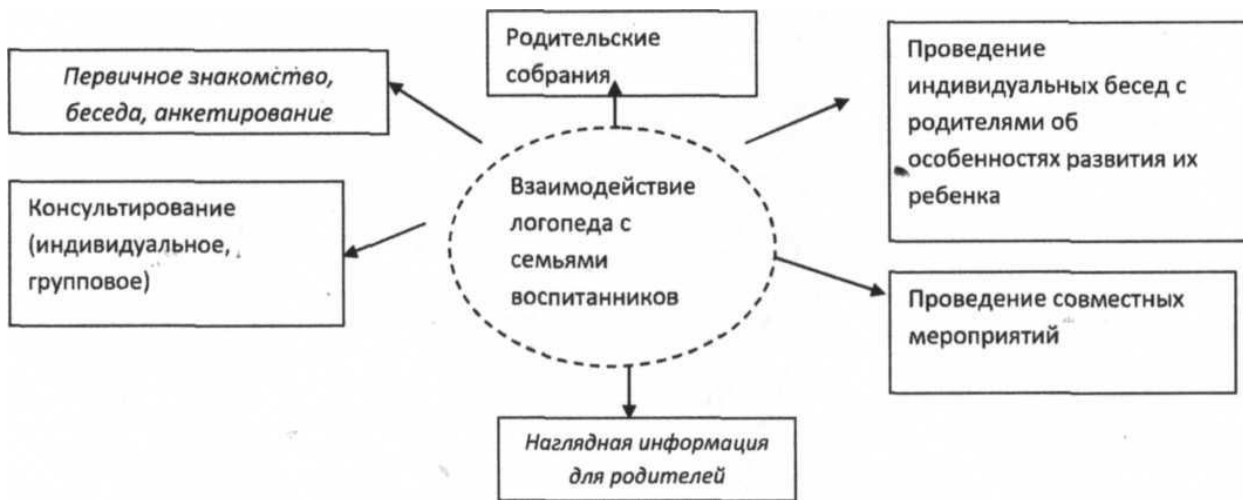 Родительские
собрания
Первичное знакомство,
беседа, анкетирование
Проведение
индивидуальных бесед с
родителями об
особенностях развития их
ребенка
Консультирование
(индивидуальное,
групповое)
Взаимодействие
логопеда с
семьями
воспитанников
Проведение совместных
мероприятий
Наглядная информация
для родителей